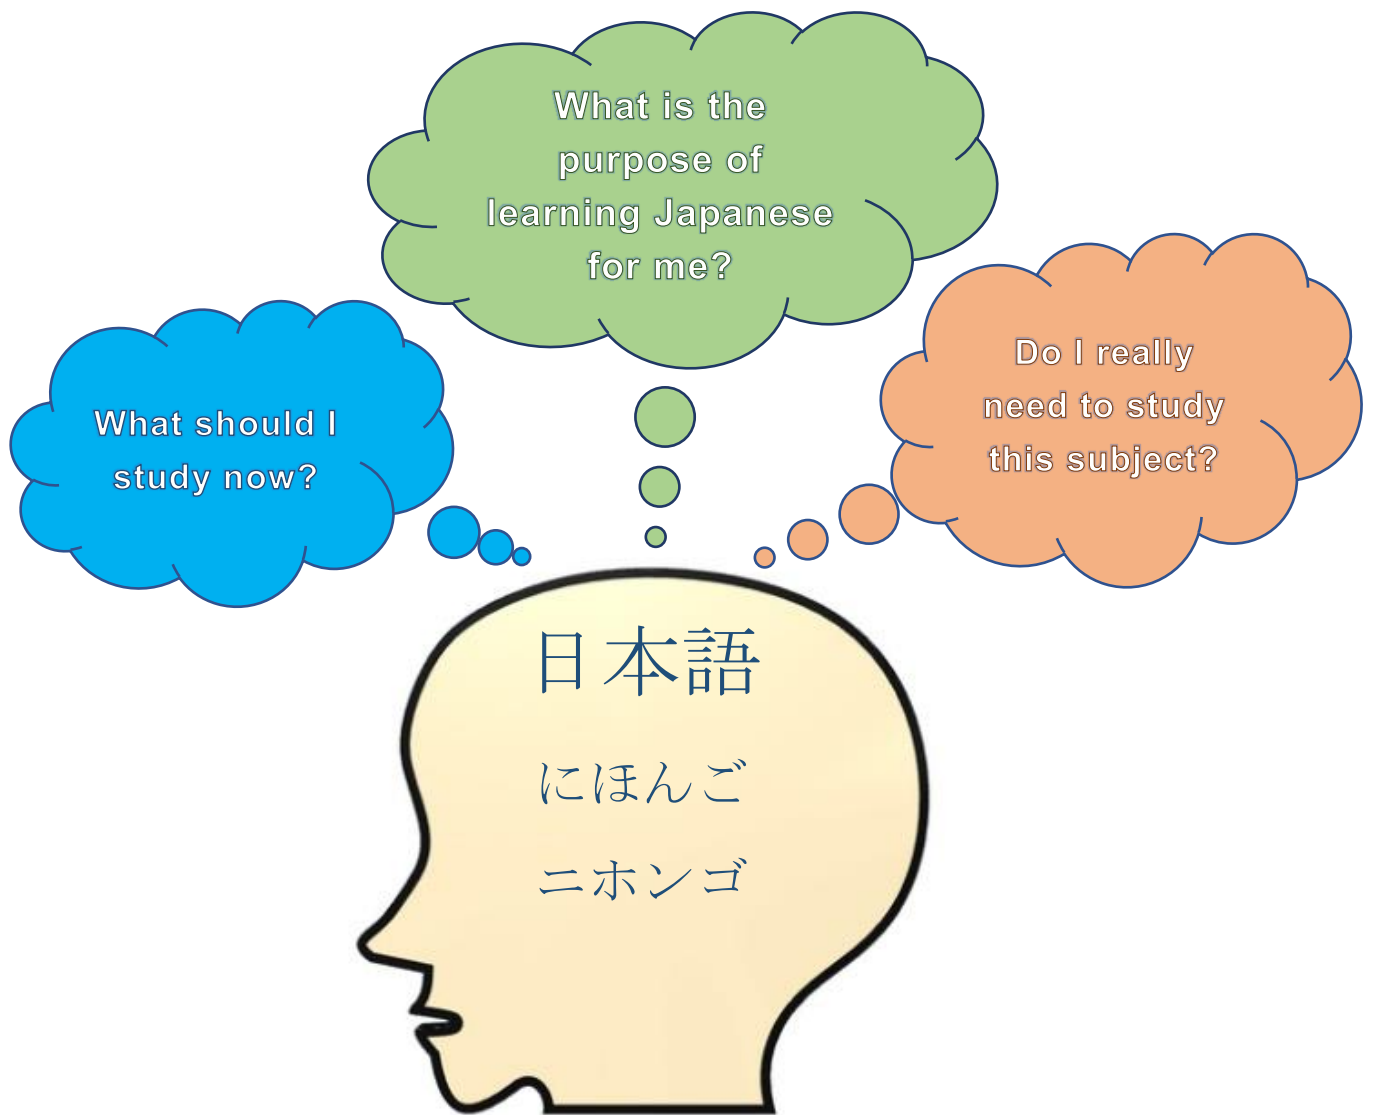 What is the
purpose of
learning Japanese
for me?
Do I really
need to study
this subject?
What should I
study now?
日本語
にほんご
ニホンゴ